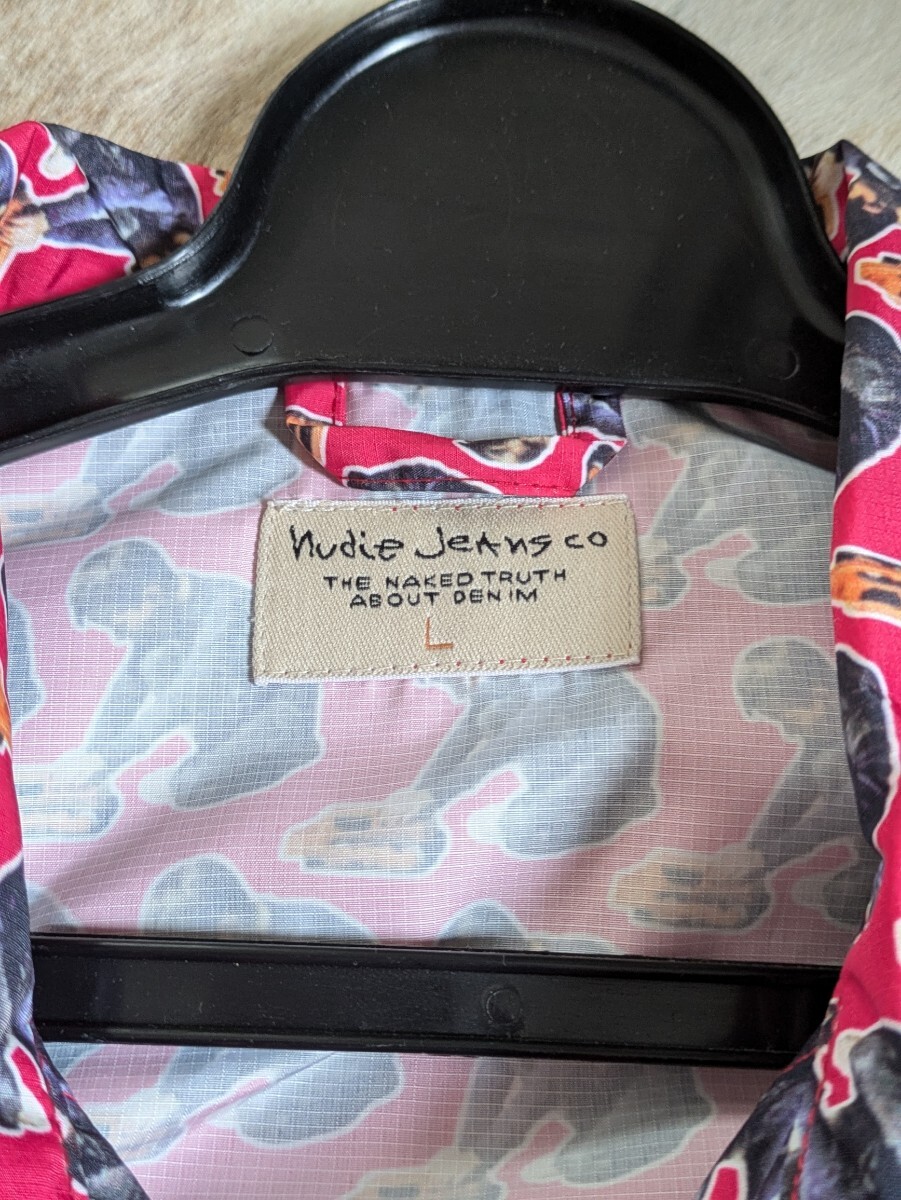 Nudie Jeans co
THE NAKED TRUTH
ABOUT DENIM
L